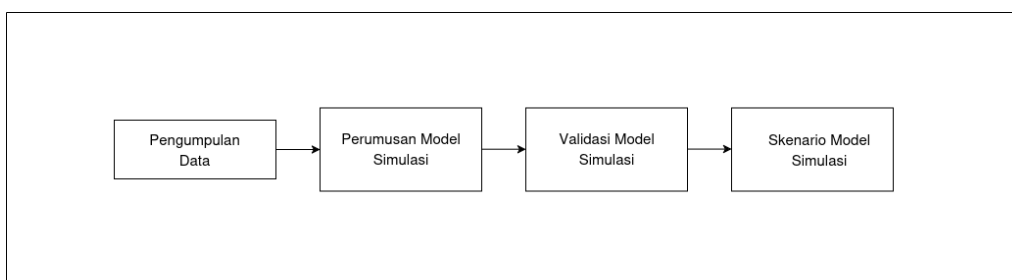 Pengumpulan
Data
Perumusan Model
Simulasi
Validasi Model
Simulasi
Skenario Model
Simulasi